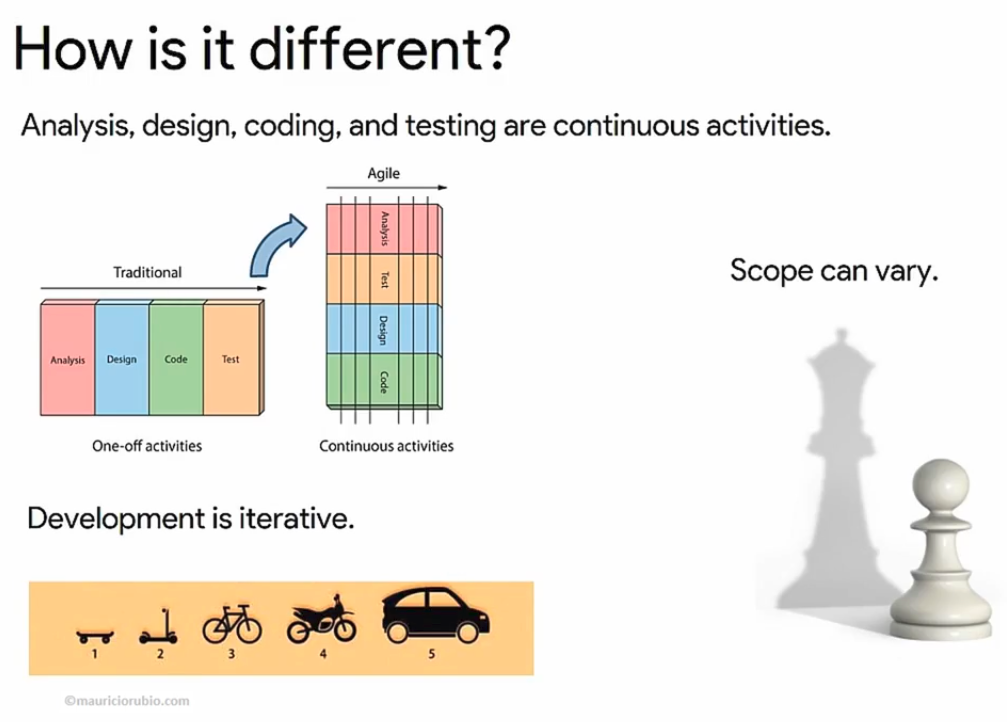 How is it different?
Analysis, design, coding, and testing are continuous activities.
Traditional
Analysis
Design
Code
Test
One-off activities
Agile
Analysis
Test
Design
Code
Continuous activities
Scope can vary.
Development is iterative.
1 2 3 4 5
©mauriciorubio.com